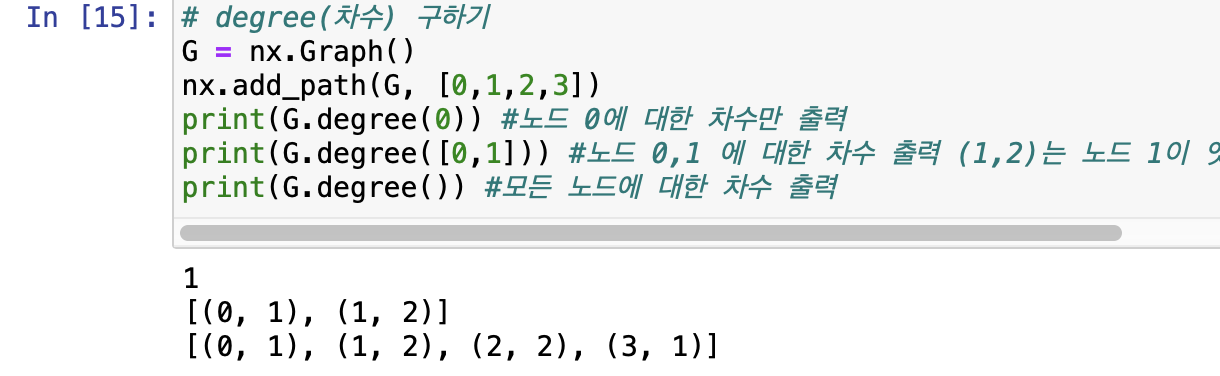 In [15]: # degree(차수) 구하기
G = nx.Graph()
nx.add_path(G, [0,1,2,3])
print(G.degree(0)) #노드 0에 대한 차수만 출력
print(G.degree([0,1])) #노드 0,1 에 대한 차수 출력 (1,2)는 노드 1이
print(G.degree()) #모든 노드에 대한 차수 출력
1
[(0, 1), (1, 2)]
[(0, 1), (1, 2), (2, 2), (3, 1)]